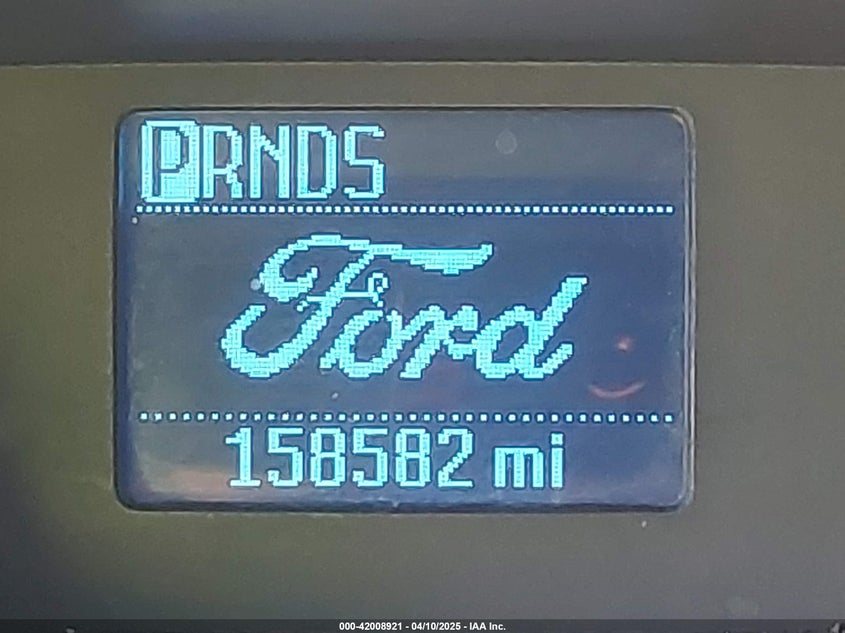 PRNDS
Ford
158582 mi
000-42008921 - 04/10/2025 - IAA Inc.